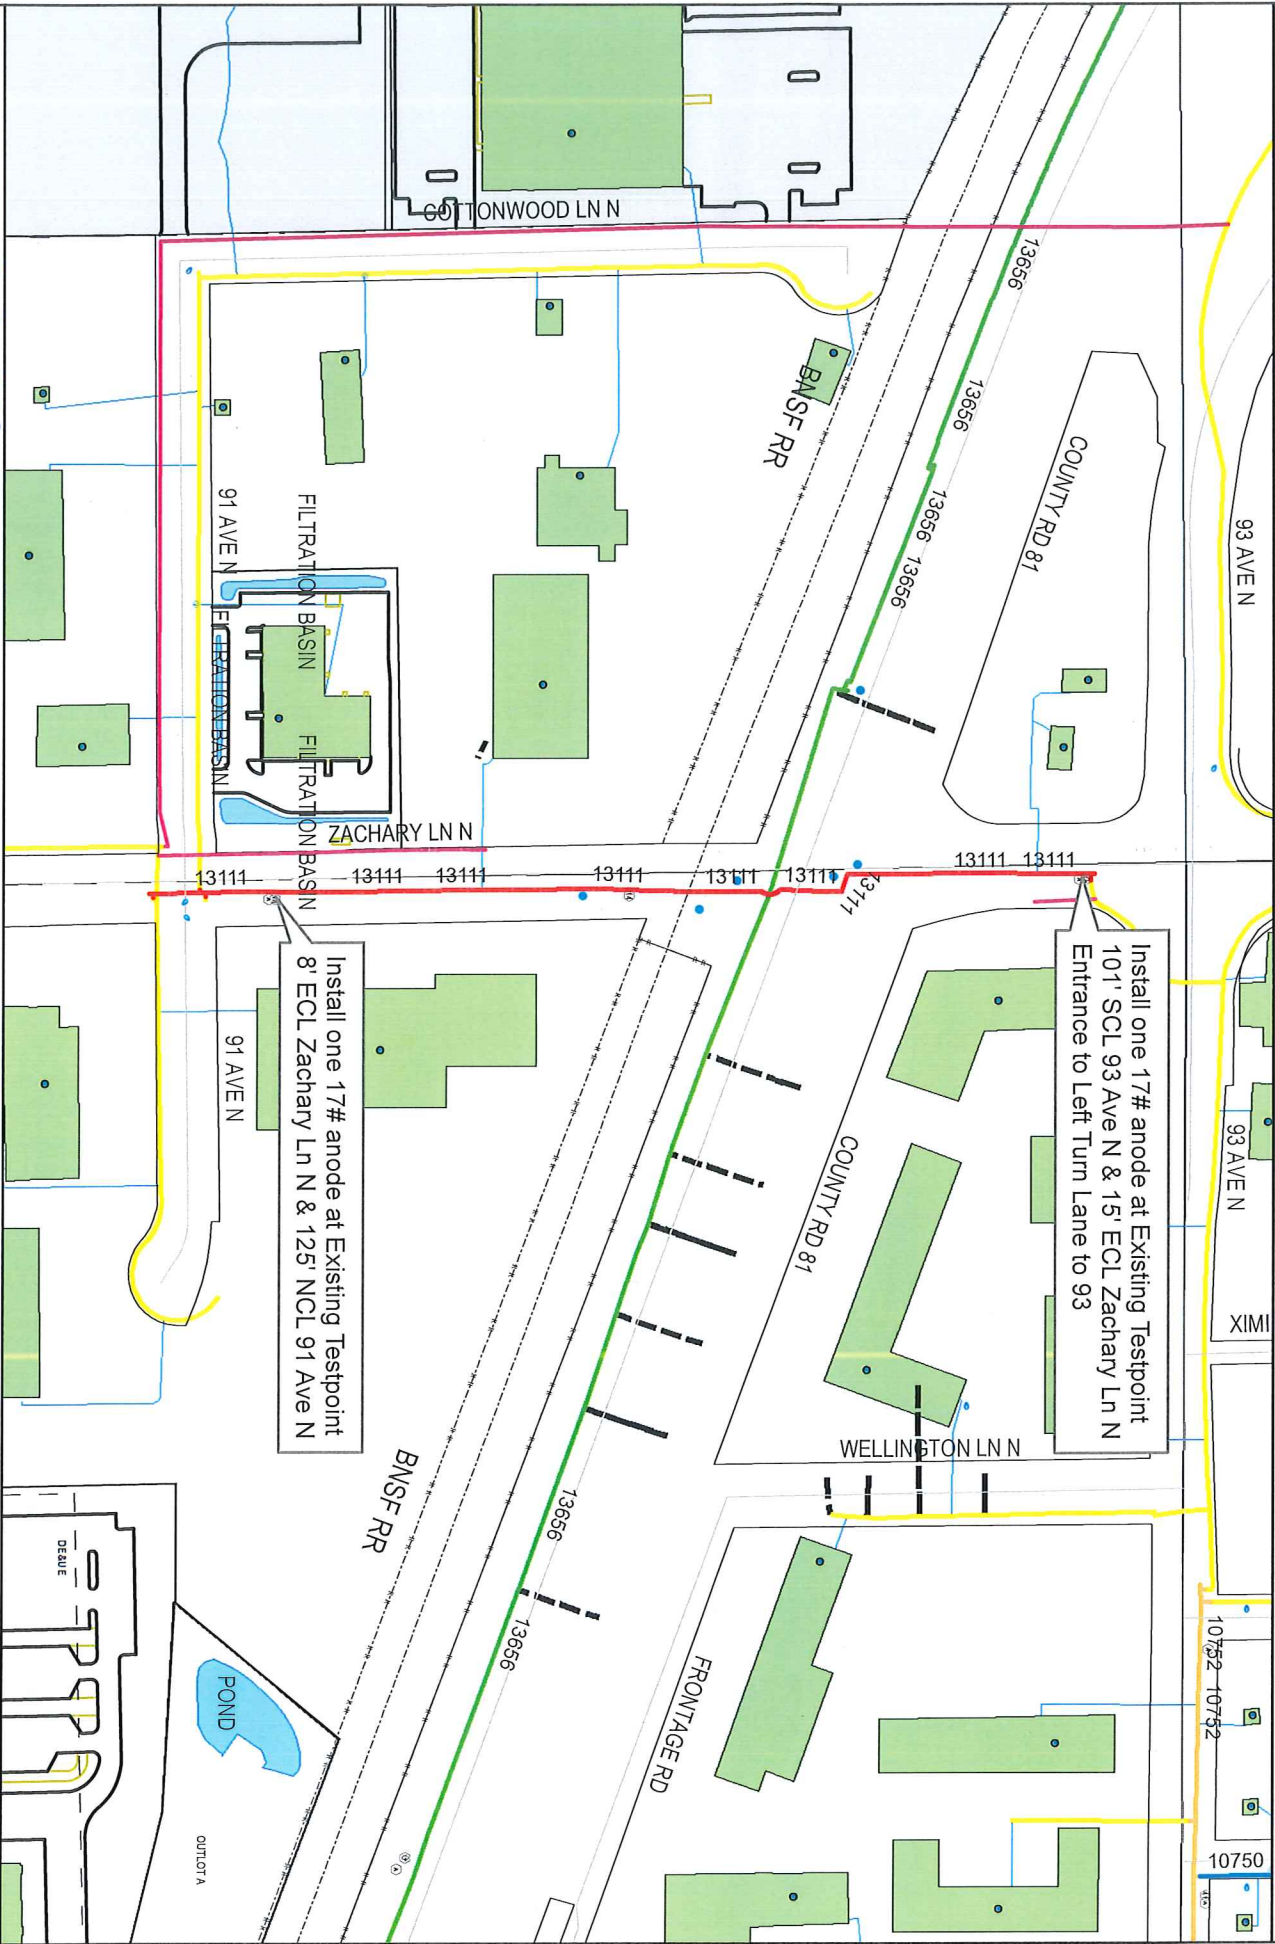 COTTONWOOD LN N
13656
13656
13656 13656
BNSF RR
COUNTY RD 81
93 AVE N
91 AVE N
FILTRATION BASIN
FILTRATION BASIN
FILTRATION BASIN
ZACHARY LN N
13111
13111
13111
13111
13111
13111
13111
13111
13111
Install one 17# anode at Existing Testpoint
101' SCL 93 Ave N & 15' ECL Zachary Ln N
Entrance to Left Turn Lane to 93
Install one 17# anode at Existing Testpoint
8' ECL Zachary Ln N & 125' NCL 91 Ave N
91 AVE N
93 AVE N
COUNTY RD 81
XIMI
WELLINGTON LN N
BNSF RR
13656
13656
FRONTAGE RD
10752 10752
10750
DE&UE
POND
OUTLOT A